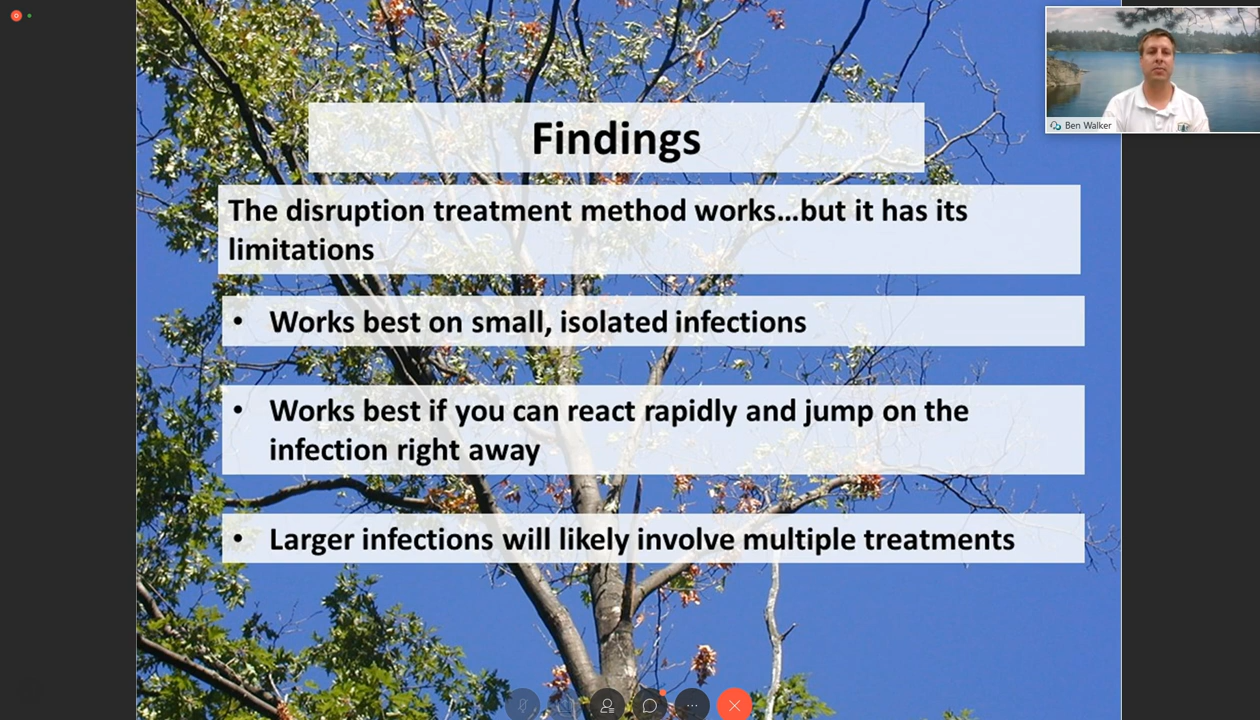 Findings
The disruption treatment method works...but it has its
limitations
• Works best on small, isolated infections
• Works best if you can react rapidly and jump on the
infection right away
• Larger infections will likely involve multiple treatments
Ben Walker